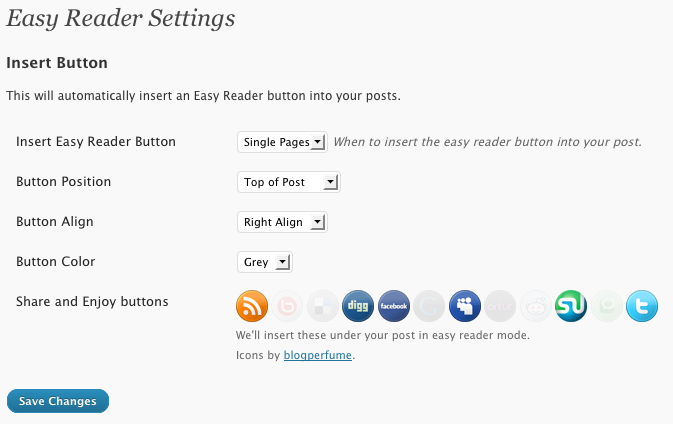 Easy Reader Settings
Insert Button
This will automatically insert an Easy Reader button into your posts.
Insert Easy Reader Button Single Pages When to insert the easy reader button into your post.
Button Position Top of Post
Button Align Right Align
Button Color Grey
Share and Enjoy buttons digg facebook
We'll insert these under your post in easy reader mode.
Icons by blogperfume.
Save Changes